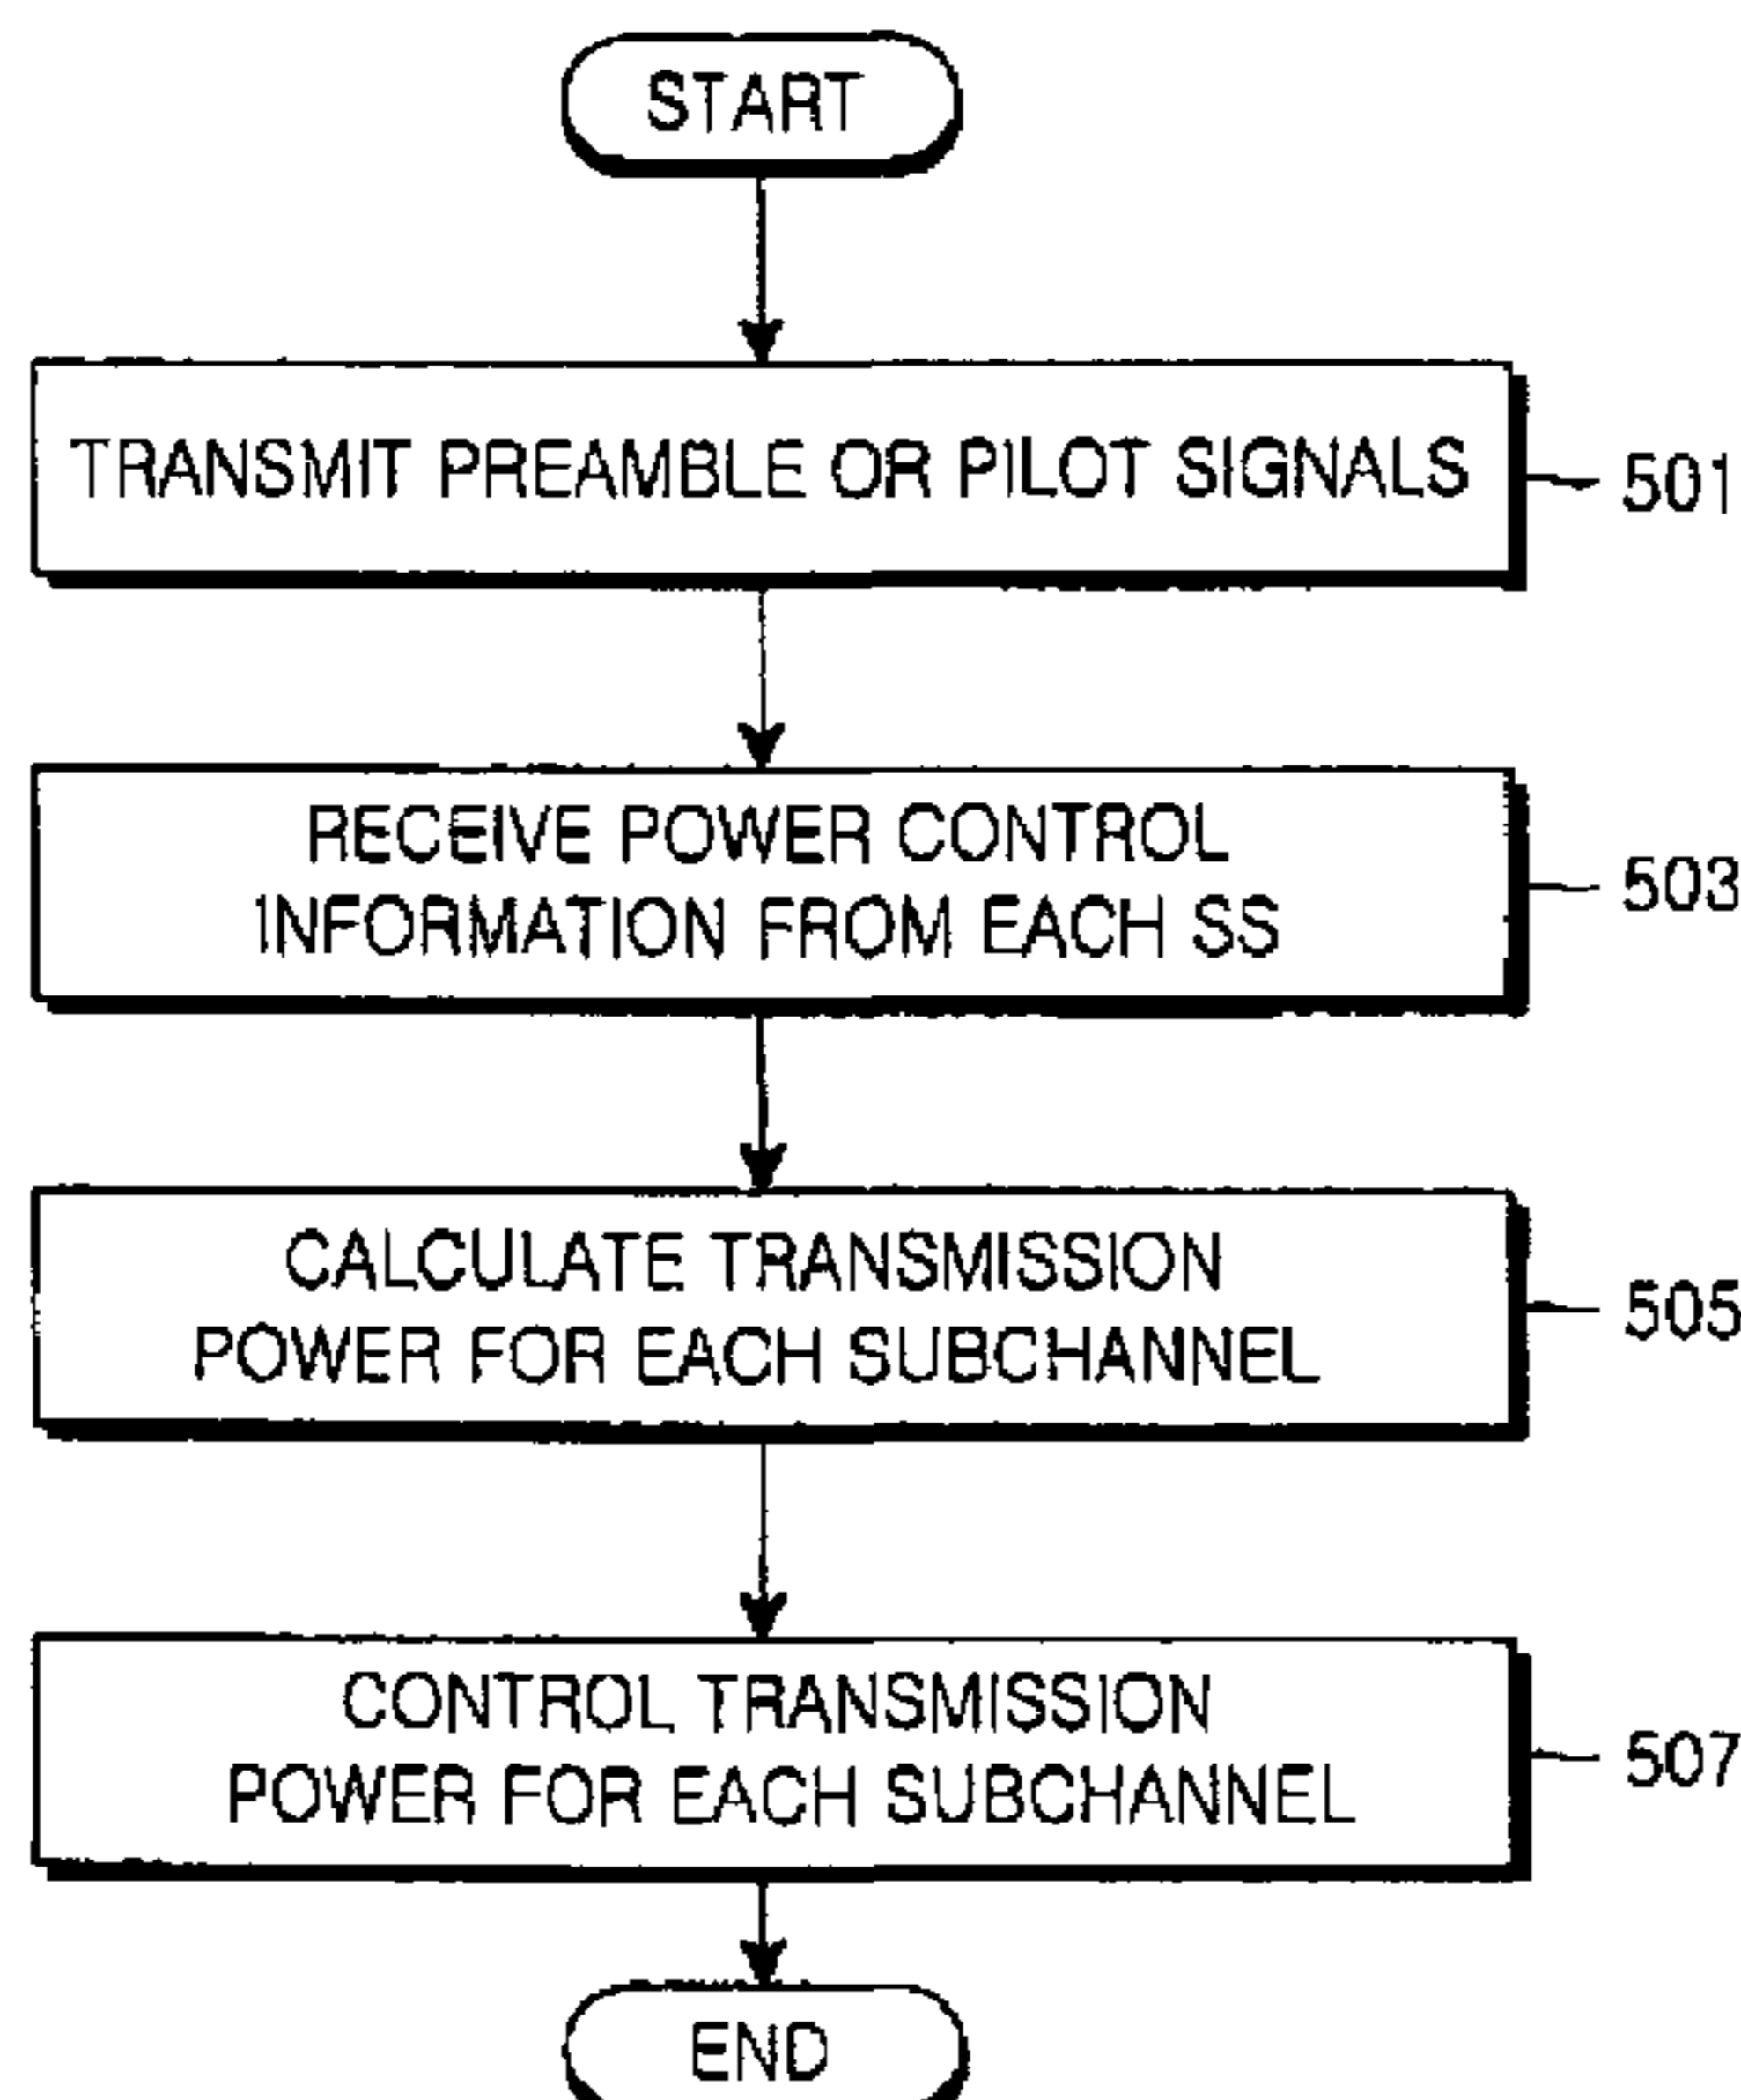 START
TRANSMIT PREAMBLE OR PILOT SIGNALS
501
RECEIVE POWER CONTROL
INFORMATION FROM EACH SS
503
CALCULATE TRANSMISSION
POWER FOR EACH SUBCHANNEL
505
CONTROL TRANSMISSION
POWER FOR EACH SUBCHANNEL
507
END